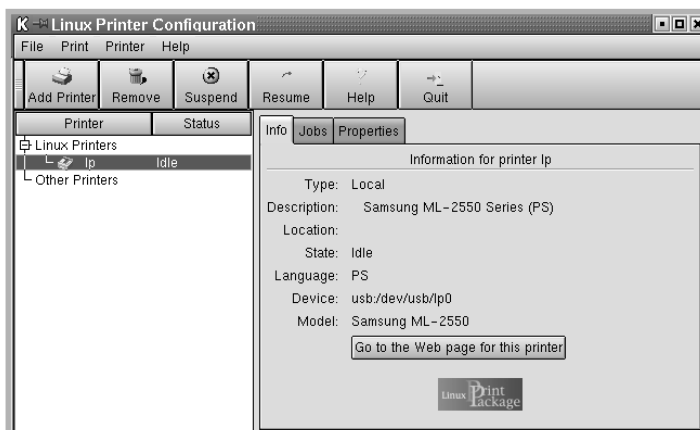 Linux Printer Configuration
File Print Printer Help
Add Printer Remove Suspend Resume Help Quit
Printer Status
Linux Printers
lp Idle
Other Printers
Info Jobs Properties
Information for printer lp
Type: Local
Description: Samsung ML-2550 Series (PS)
Location:
State: Idle
Language: PS
Device: usb:/dev/usb/lp0
Model: Samsung ML-2550
Go to the Web page for this printer
Linux Print Package